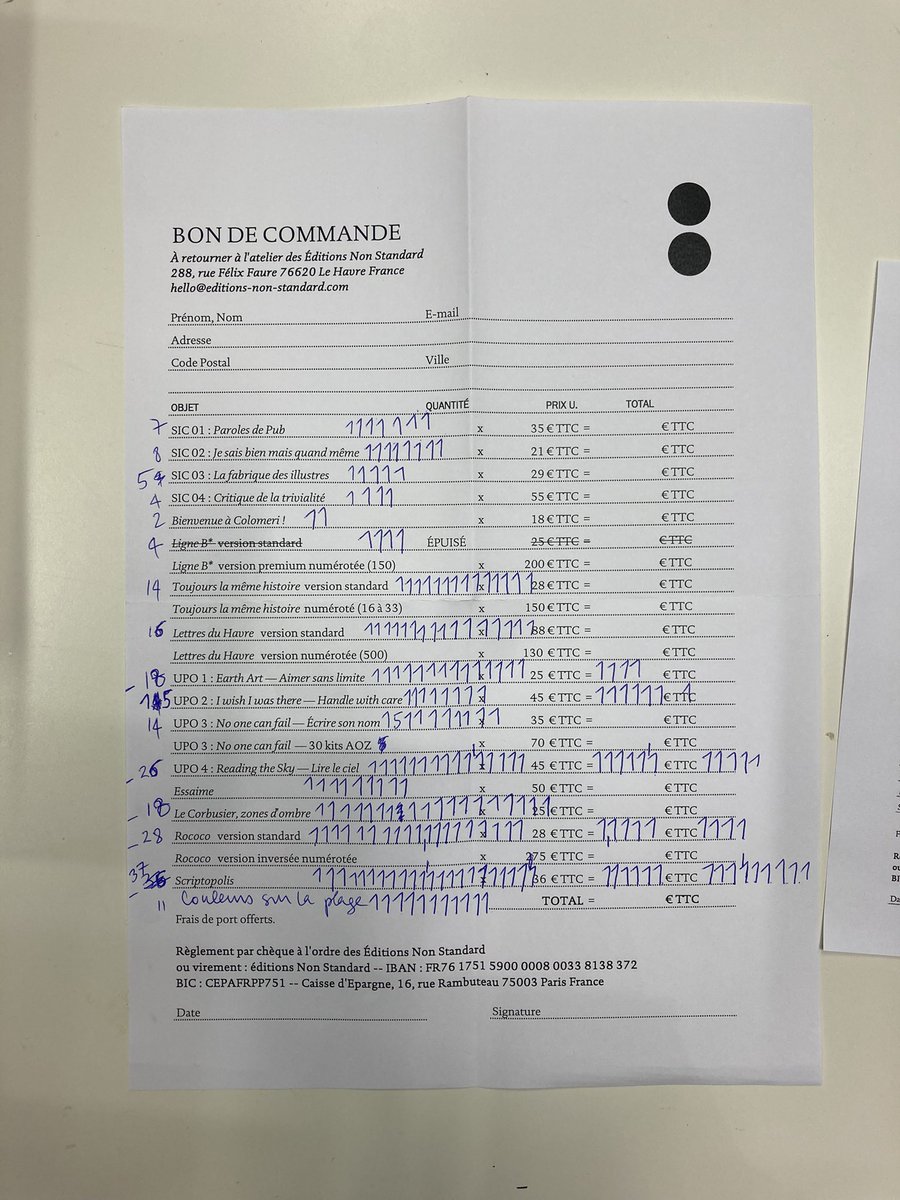 BON DE COMMANDE
À retourner à l'atelier des Éditions Non Standard
288, rue Félix Faure 76620 Le Havre France
hello@editions-non-standard.com
Prénom, Nom E-mail
Adresse
Code Postal Ville
OBJET QUANTITÉ PRIX U. TOTAL
7 SIC 01 : Paroles de Pub 1111111 x 35 € TTC = € TTC
8 SIC 02 : Je sais bien mais quand même 11111111 x 21 € TTC = € TTC
5 SIC 03 : La fabrique des illustres 11111 x 29 € TTC = € TTC
4 SIC 04 : Critique de la trivialité 1111 x 55 € TTC = € TTC
2 Bienvenue à Colomeri ! 11 x 18 € TTC = € TTC
4 Ligne B* version standard 1111 ÉPUISÉ 25 € TTC € TTC
Ligne B* version premium numérotée (150) x 200 € TTC = € TTC
14 Toujours la même histoire version standard 11111111111111 x 28 € TTC = € TTC
Toujours la même histoire numéroté (16 à 33) x 150 € TTC = € TTC
16 Lettres du Havre version standard x 38 € TTC = € TTC
Lettres du Havre version numérotée (500) x 130 € TTC = € TTC
18 UPO 1 : Earth Art — Aimer sans limite x 25 € TTC = 1111 € TTC
15 UPO 2 : I wish I was there — Handle with care x 45 € TTC = € TTC
14 UPO 3 : No one can fail — Écrire son nom x 35 € TTC = € TTC
UPO 3 : No one can fail — 30 kits AOZ x 70 € TTC = € TTC
26 UPO 4 : Reading the Sky — Lire le ciel x 45 € TTC = € TTC
Essaime 11111111 x 50 € TTC = € TTC
18 Le Corbusier, zones d'ombre x 25 € TTC = € TTC
28 Rococo version standard x 28 € TTC = € TTC 1111
Rococo version inversée numérotée x 275 € TTC = € TTC
37 Scriptopolis x 36 € TTC = € TTC
11 Couleurs sur la plage 11111111111 TOTAL = € TTC
Frais de port offerts.
Règlement par chèque à l'ordre des Éditions Non Standard
ou virement : éditions Non Standard -- IBAN : FR76 1751 5900 0008 0033 8138 372
BIC : CEPAFRPP751 -- Caisse d'Epargne, 16, rue Rambuteau 75003 Paris France
Date Signature